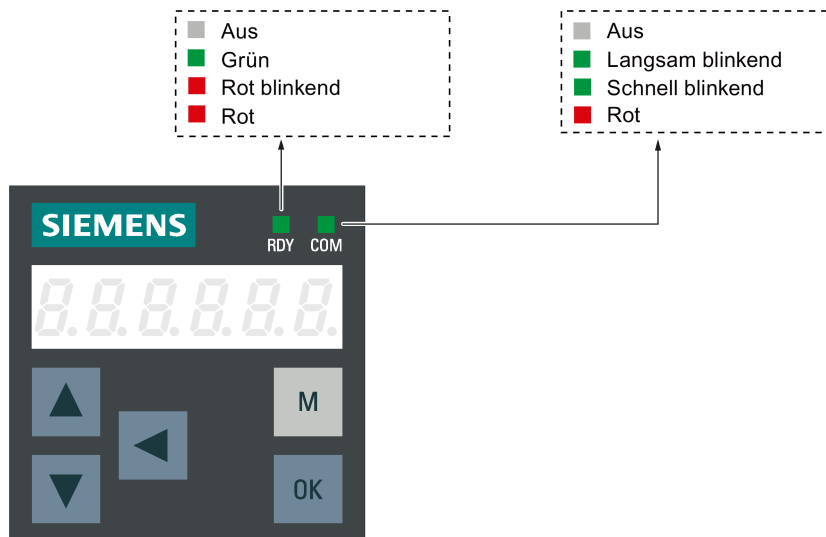 Aus
Grün
Rot blinkend
Rot
Aus
Langsam blinkend
Schnell blinkend
Rot
SIEMENS
RDY COM
8.8.8.8.8.8.
M
OK